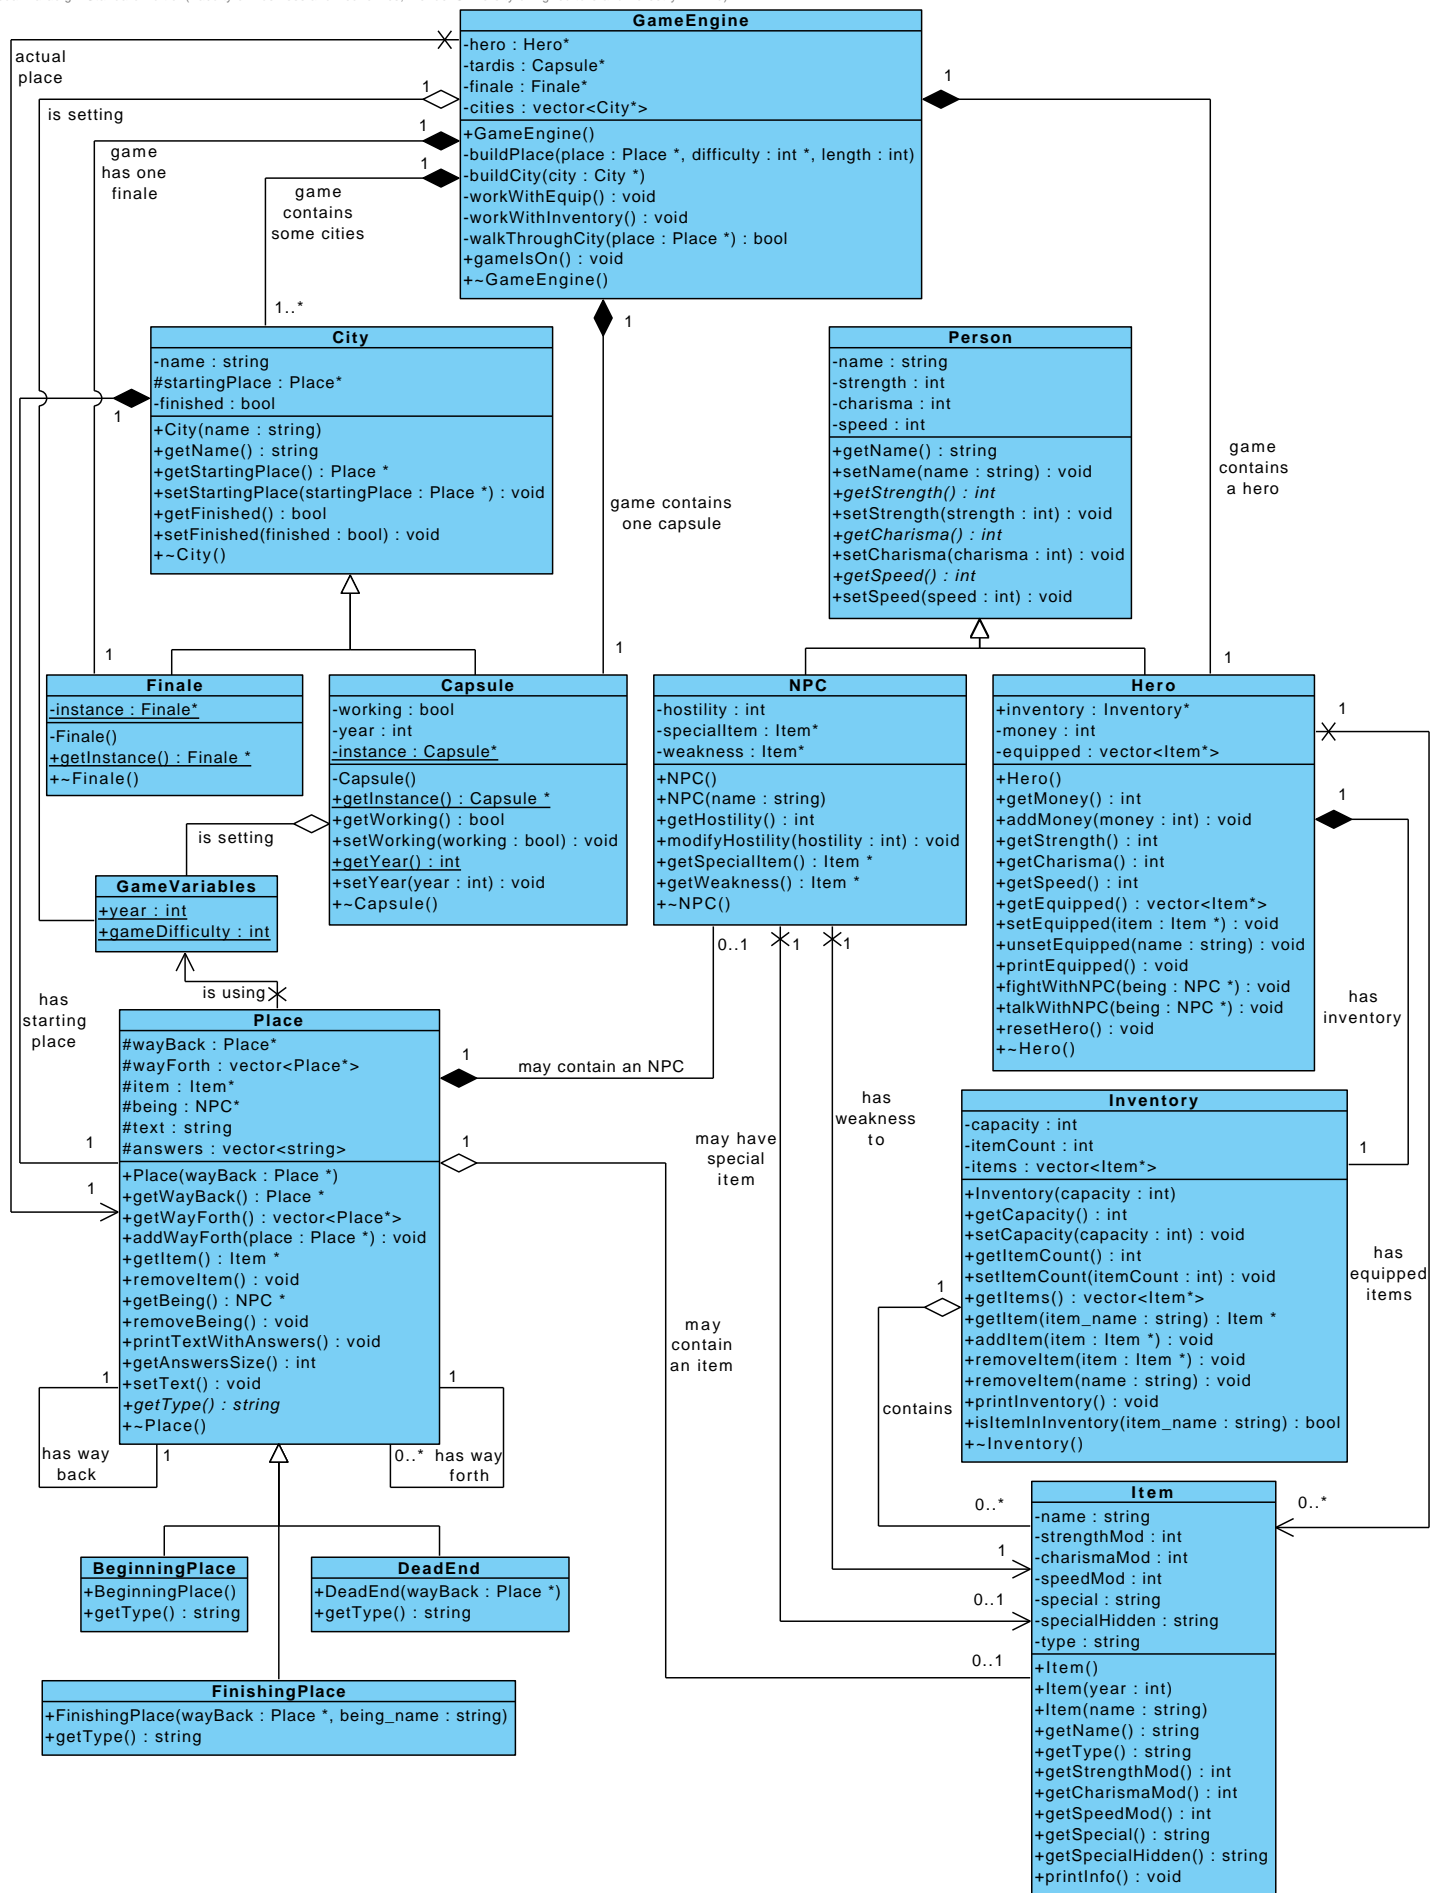 GameEngine
-hero : Hero*
-tardis : Capsule*
-finale : Finale*
-cities : vector<City*>
+GameEngine()
-buildPlace(place : Place *, difficulty : int *, length : int)
-buildCity(city : City *)
-workWithEquip() : void
-workWithInventory() : void
-walkThroughCity(place : Place *) : bool
+gameIsOn() : void
+~GameEngine()
actual
place
1
is setting
1
game
has one
finale
1
game
contains
some cities
1..*
1
1
game contains
one capsule
1
game
contains
a hero
City
-name : string
#startingPlace : Place*
-finished : bool
+City(name : string)
+getName() : string
+getStartingPlace() : Place *
+setStartingPlace(startingPlace : Place *) : void
+getFinished() : bool
+setFinished(finished : bool) : void
+~City()
1
Person
-name : string
-strength : int
-charisma : int
-speed : int
+getName() : string
+setName(name : string) : void
+getStrength() : int
+setStrength(strength : int) : void
+getCharisma() : int
+setCharisma(charisma : int) : void
+getSpeed() : int
+setSpeed(speed : int) : void
1
1
1
Finale
-instance : Finale*
-Finale()
+getInstance() : Finale *
+~Finale()
Capsule
-working : bool
-year : int
-instance : Capsule*
-Capsule()
+getInstance() : Capsule *
+getWorking() : bool
+setWorking(working : bool) : void
+getYear() : int
+setYear(year : int) : void
+~Capsule()
NPC
-hostility : int
-specialItem : Item*
-weakness : Item*
+NPC()
+NPC(name : string)
+getHostility() : int
+modifyHostility(hostility : int) : void
+getSpecialItem() : Item *
+getWeakness() : Item *
+~NPC()
Hero
+inventory : Inventory*
-money : int
-equipped : vector<Item*>
+Hero()
+getMoney() : int
+addMoney(money : int) : void
+getStrength() : int
+getCharisma() : int
+getSpeed() : int
+getEquipped() : vector<Item*>
+setEquipped(item : Item *) : void
+unsetEquipped(name : string) : void
+printEquipped() : void
+fightWithNPC(being : NPC *) : void
+talkWithNPC(being : NPC *) : void
+resetHero() : void
+~Hero()
1
1
has
inventory
1
is setting
GameVariables
+year : int
+gameDifficulty : int
is using
has
starting
place
1
1
Place
#wayBack : Place*
#wayForth : vector<Place*>
#item : Item*
#being : NPC*
#text : string
#answers : vector<string>
+Place(wayBack : Place *)
+getWayBack() : Place *
+getWayForth() : vector<Place*>
+addWayForth(place : Place *) : void
+getItem() : Item *
+removeItem() : void
+getBeing() : NPC *
+removeBeing() : void
+printTextWithAnswers() : void
+getAnswersSize() : int
+setText() : void
+getType() : string
+~Place()
0..1
1
1
1
may contain an NPC
1
may have
special
item
has
weakness
to
may
contain
an item
1
1
has way
back
1
0..*
has way
forth
Inventory
-capacity : int
-itemCount : int
-items : vector<Item*>
+Inventory(capacity : int)
+getCapacity() : int
+setCapacity(capacity : int) : void
+getItemCount() : int
+setItemCount(itemCount : int) : void
+getItems() : vector<Item*>
+getItem(item_name : string) : Item *
+addItem(item : Item *) : void
+removeItem(item : Item *) : void
+removeItem(name : string) : void
+printInventory() : void
+isItemInInventory(item_name : string) : bool
+~Inventory()
1
contains
has
equipped
items
0..*
0..*
1
0..1
0..1
BeginningPlace
+BeginningPlace()
+getType() : string
DeadEnd
+DeadEnd(wayBack : Place *)
+getType() : string
FinishingPlace
+FinishingPlace(wayBack : Place *, being_name : string)
+getType() : string
Item
-name : string
-strengthMod : int
-charismaMod : int
-speedMod : int
-special : string
-specialHidden : string
-type : string
+Item()
+Item(year : int)
+Item(name : string)
+getName() : string
+getType() : string
+getStrengthMod() : int
+getCharismaMod() : int
+getSpeedMod() : int
+getSpecial() : string
+getSpecialHidden() : string
+printInfo() : void